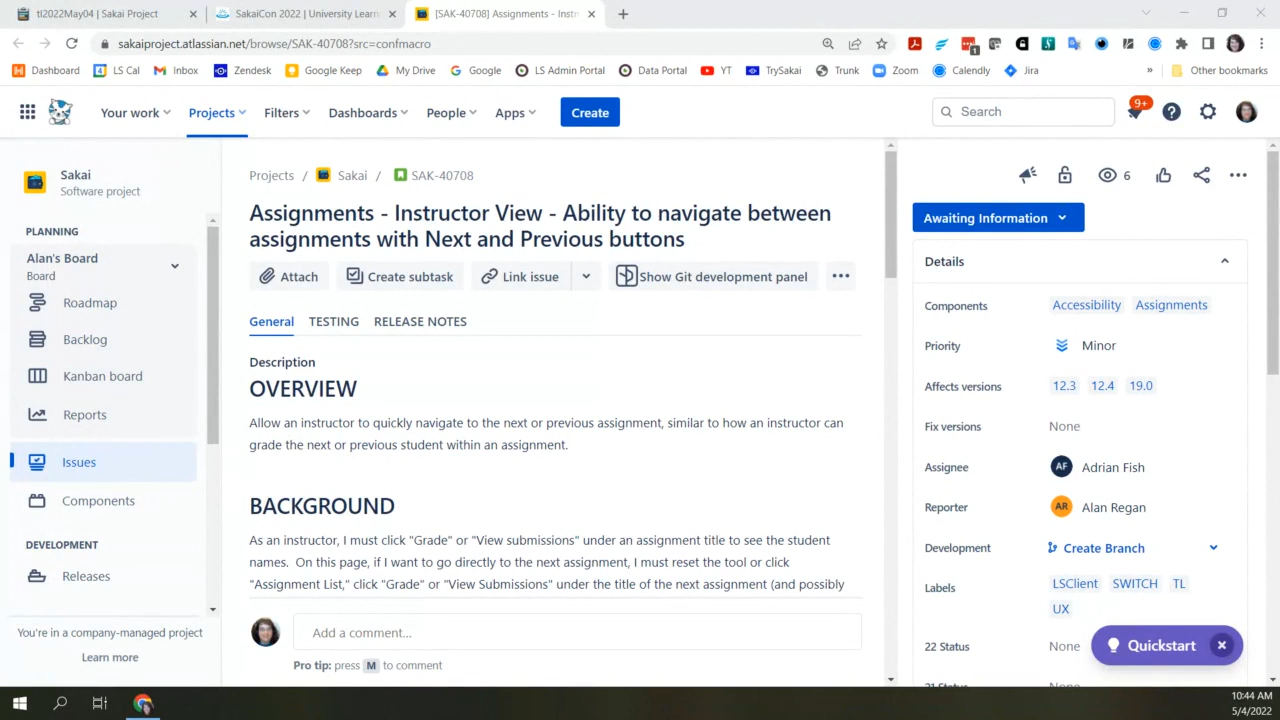 tl2022May04 | Sakai Project
SakaiCon 2022 | University Learn
[SAK-40708] Assignments - Instr
sakaiproject.atlassian.net/browse/SAK-40708?src=confmacro
Dashboard
LS Cal
Inbox
Zendesk
Google Keep
My Drive
Google
LS Admin Portal
Data Portal
YT
TrySakai
Trunk
Zoom
Calendly
Jira
»
Other bookmarks
Your work
Projects
Filters
Dashboards
People
Apps
Create
Search
9+
Sakai
Software project
PLANNING
Alan's Board
Board
Roadmap
Backlog
Kanban board
Reports
Issues
Components
DEVELOPMENT
Releases
You're in a company-managed project
Learn more
Projects / Sakai / SAK-40708
Assignments - Instructor View - Ability to navigate between
assignments with Next and Previous buttons
Attach
Create subtask
Link issue
Show Git development panel
General
TESTING
RELEASE NOTES
Description
OVERVIEW
Allow an instructor to quickly navigate to the next or previous assignment, similar to how an instructor can
grade the next or previous student within an assignment.
BACKGROUND
As an instructor, I must click "Grade" or "View submissions" under an assignment title to see the student
names. On this page, if I want to go directly to the next assignment, I must reset the tool or click
"Assignment List," click "Grade" or "View Submissions" under the title of the next assignment (and possibly
Add a comment...
Pro tip: press M to comment
6
Awaiting Information
Details
Components Accessibility Assignments
Priority Minor
Affects versions 12.3 12.4 19.0
Fix versions None
Assignee AF Adrian Fish
Reporter AR Alan Regan
Development Create Branch
Labels LSClient SWITCH TL
UX
22 Status None
Quickstart
21 Status None
10:44 AM
5/4/2022